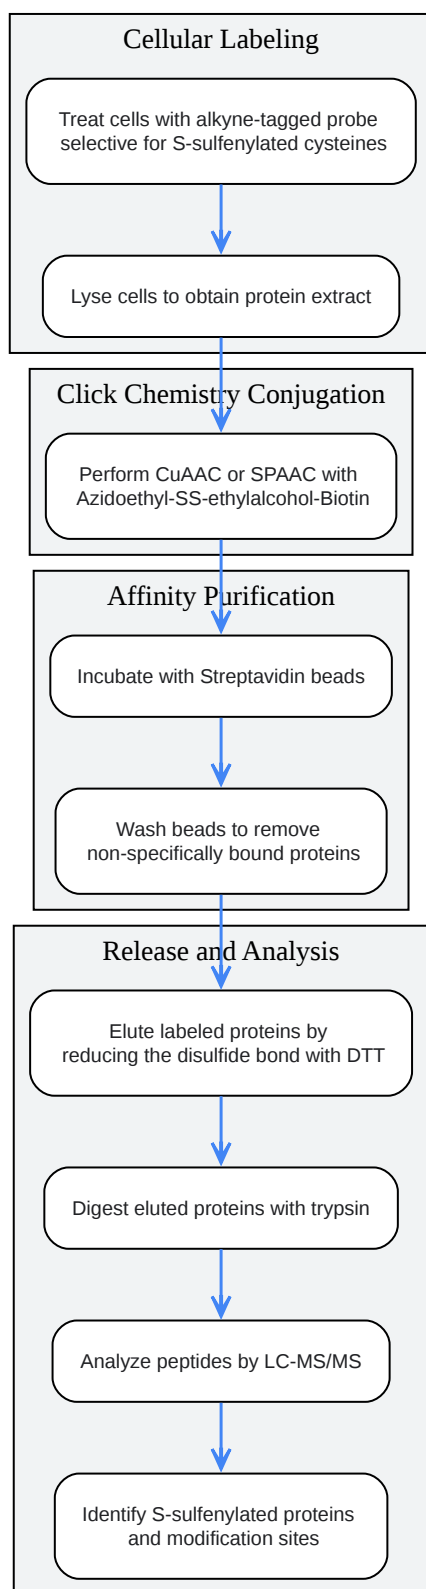 Cellular Labeling
Treat cells with alkyne-tagged probe
selective for S-sulfenylated cysteines
Lyse cells to obtain protein extract
Click Chemistry Conjugation
Perform CuAAC or SPAAC with
Azidoethyl-SS-ethylalcohol-Biotin
Affinity Purification
Incubate with Streptavidin beads
Wash beads to remove
non-specifically bound proteins
Release and Analysis
Elute labeled proteins by
reducing the disulfide bond with DTT
Digest eluted proteins with trypsin
Analyze peptides by LC-MS/MS
Identify S-sulfenylated proteins
and modification sites